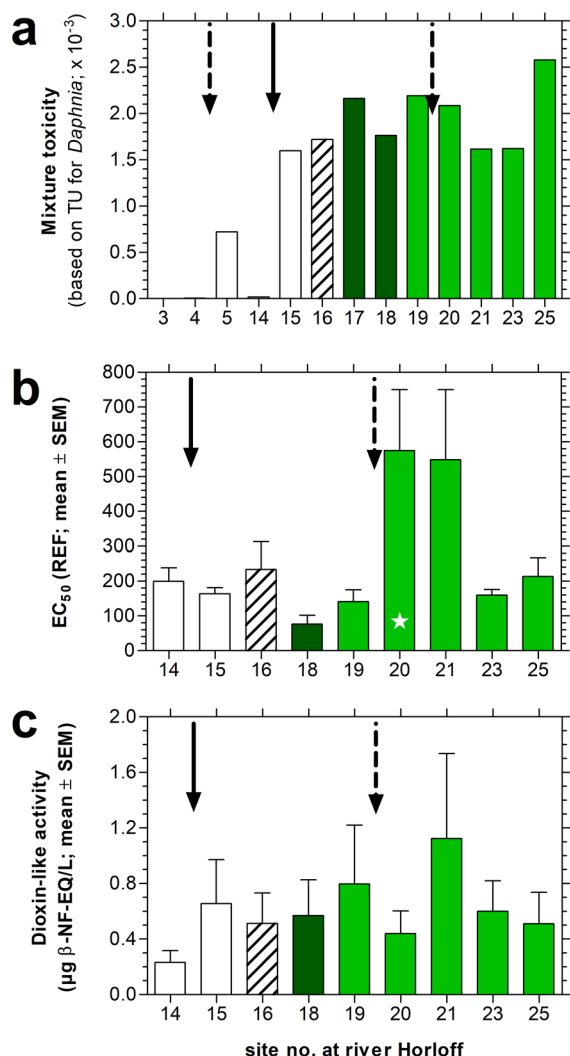 a
Mixture toxicity
(based on TU for Daphnia; x 10⁻³)
3.0
2.5
2.0
1.5
1.0
0.5
0.0
3 4 5 14 15 16 17 18 19 20 21 23 25
b
EC₅₀ (REF; mean ± SEM)
800
700
600
500
400
300
200
100
0
14 15 16 18 19 20 21 23 25
c
Dioxin-like activity
(µg β-NF-EQ/L; mean ± SEM)
2.0
1.6
1.2
0.8
0.4
0.0
14 15 16 18 19 20 21 23 25
site no. at river Horloff